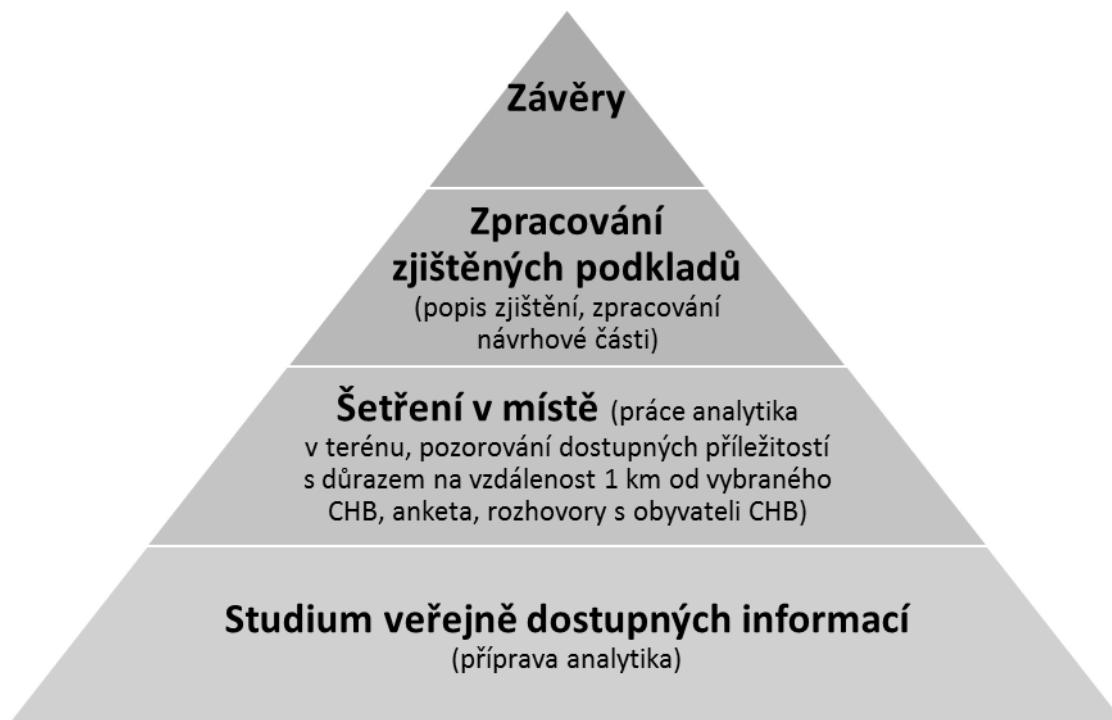 Závěry
Zpracování
zjištěných podkladů
(popis zjištění, zpracování
návrhové části)
Šetření v místě (práce analytika
v terénu, pozorování dostupných příležitostí
s důrazem na vzdálenost 1 km od vybraného
CHB, anketa, rozhovory s obyvateli CHB)
Studium veřejně dostupných informací
(příprava analytika)